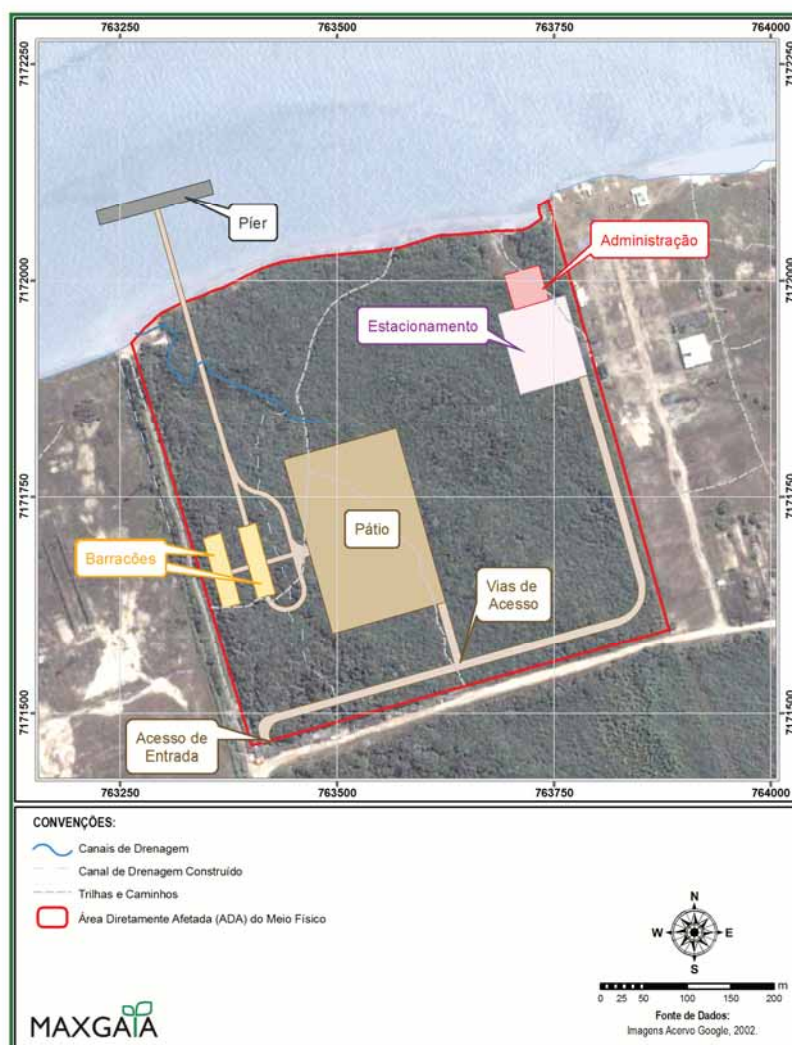 763250
763500
763750
764000
7172250
7172250
Píer
Administração
7172000
7172000
Estacionamento
7171750
7171750
Pátio
Barracões
Vias de
Acesso
7171500
7171500
Acesso de
Entrada
763250
763500
763750
764000
CONVENÇÕES:
Canais de Drenagem
Canal de Drenagem Construído
Trilhas e Caminhos
Área Diretamente Afetada (ADA) do Meio Físico
N
W
E
S
m
0 25 50 100 150 200
Fonte de Dados:
Imagens Acervo Google, 2002.
MAXGAIA